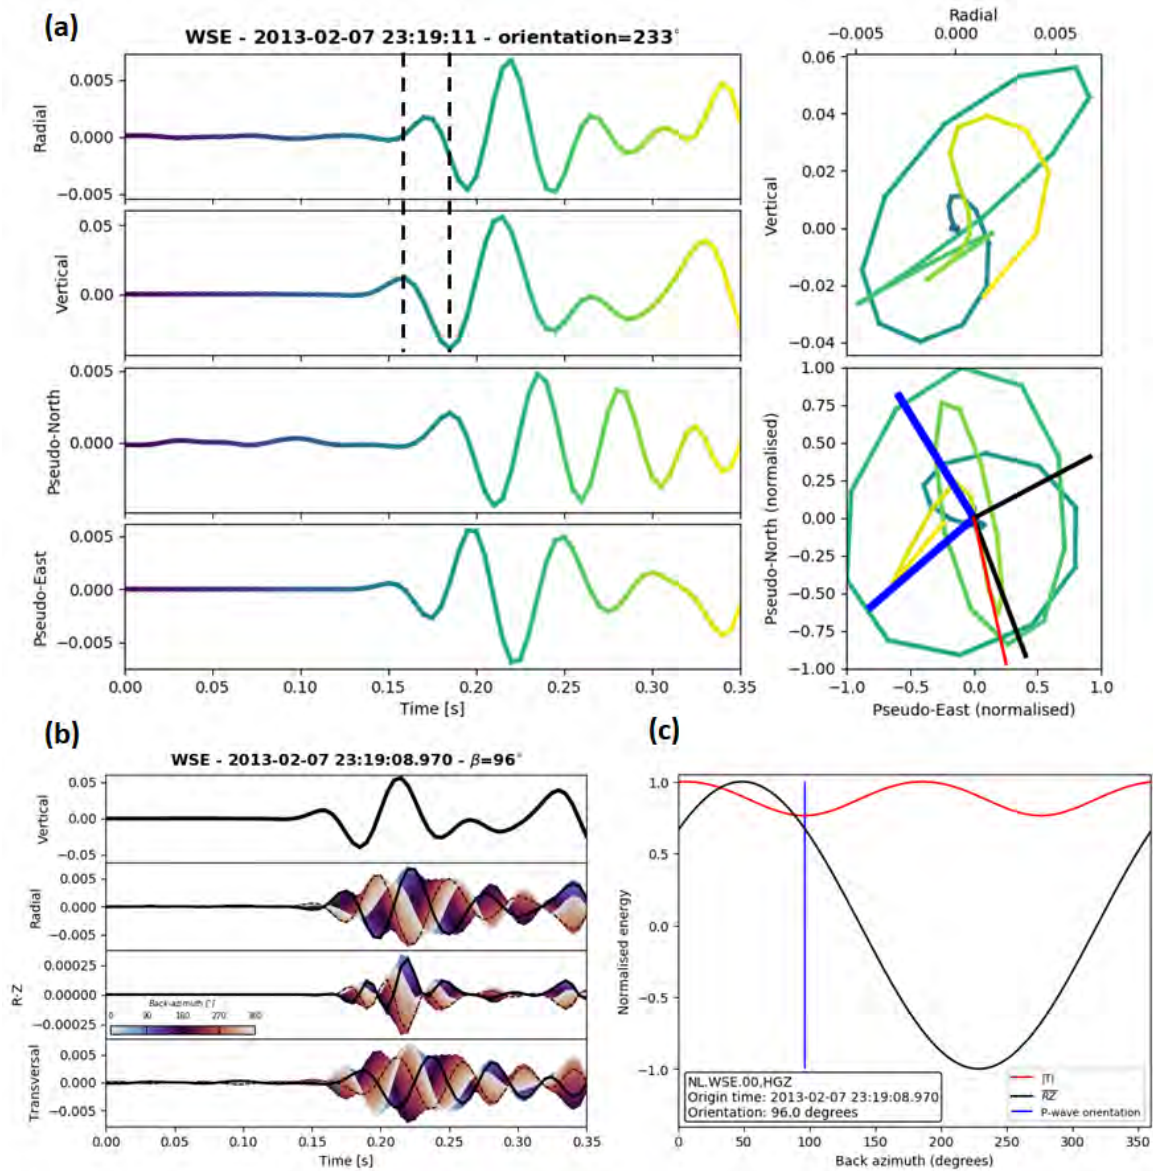 (a)
WSE - 2013-02-07 23:19:11 - orientation=233°
Radial
0.005
0.000
−0.005
Vertical
0.05
0.00
Pseudo-North
0.005
0.000
Pseudo-East
0.005
0.000
−0.005
0.00 0.05 0.10 0.15 0.20 0.25 0.30 0.35
Time [s]
Radial
−0.005 0.000 0.005
Vertical
0.06
0.04
0.02
0.00
−0.02
−0.04
Pseudo-North (normalised)
1.00
0.75
0.50
0.25
0.00
−0.25
−0.50
−0.75
−1.00
−1.0 −0.5 0.0 0.5 1.0
Pseudo-East (normalised)
(b)
WSE - 2013-02-07 23:19:08.970 - β=96°
Vertical
0.05
0.00
−0.05
Radial
0.005
0.000
−0.005
R·Z
0.00025
0.00000
−0.00025
Back-azimuth [°]
0 90 180 270 360
Transversal
0.005
0.000
−0.005
0.00 0.05 0.10 0.15 0.20 0.25 0.30 0.35
Time [s]
(c)
Normalised energy
1.0
0.5
0.0
−0.5
−1.0
NL.WSE.00,HGZ
Origin time: 2013-02-07 23:19:08.970
Orientation: 96.0 degrees
|T|
RZ
P-wave orientation
0 50 100 150 200 250 300 350
Back azimuth (degrees)